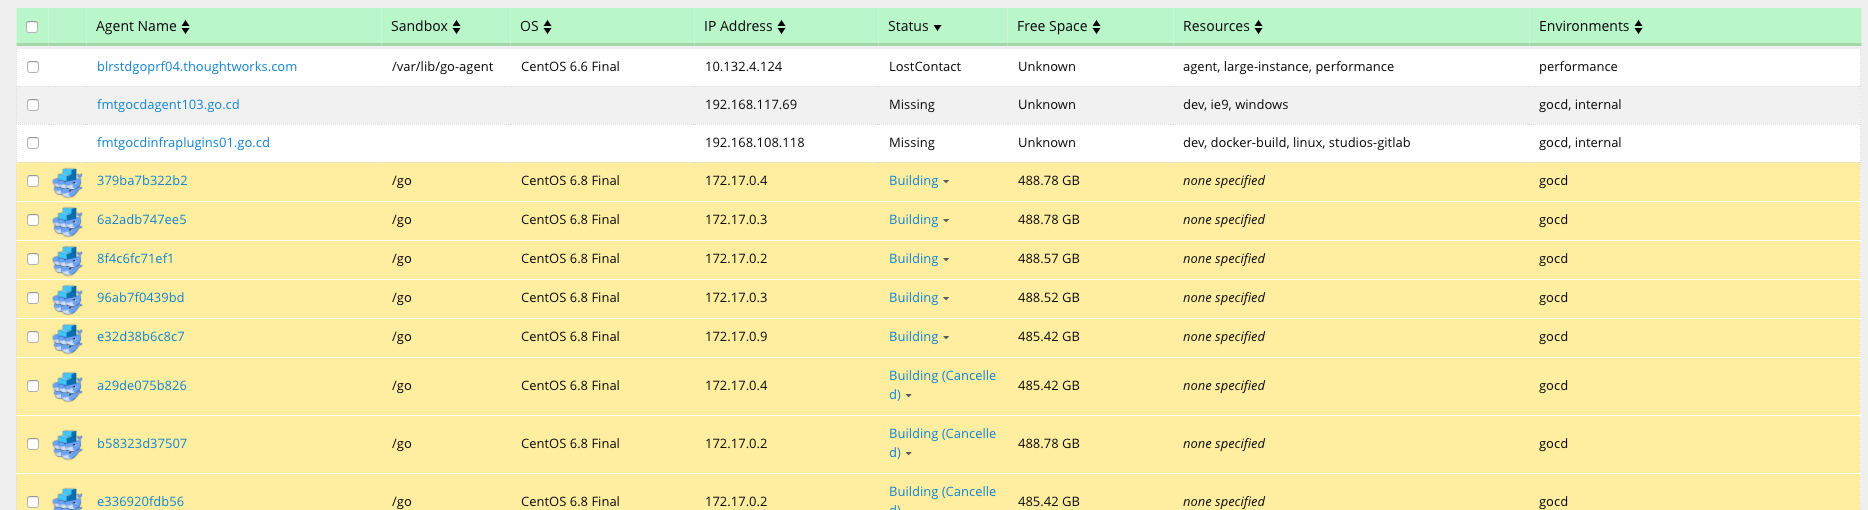 Agent Name Sandbox OS IP Address Status Free Space Resources Environments
blrstdgoprf04.thoughtworks.com /var/lib/go-agent CentOS 6.6 Final 10.132.4.124 LostContact Unknown agent, large-instance, performance performance
fmtgocdagent103.go.cd 192.168.117.69 Missing Unknown dev, ie9, windows gocd, internal
fmtgocdinfraplugins01.go.cd 192.168.108.118 Missing Unknown dev, docker-build, linux, studios-gitlab gocd, internal
379ba7b322b2 /go CentOS 6.8 Final 172.17.0.4 Building 488.78 GB none specified gocd
6a2adb747ee5 /go CentOS 6.8 Final 172.17.0.3 Building 488.78 GB none specified gocd
8f4c6fc71ef1 /go CentOS 6.8 Final 172.17.0.2 Building 488.57 GB none specified gocd
96ab7f0439bd /go CentOS 6.8 Final 172.17.0.3 Building 488.52 GB none specified gocd
e32d38b6c8c7 /go CentOS 6.8 Final 172.17.0.9 Building 485.42 GB none specified gocd
a29de075b826 /go CentOS 6.8 Final 172.17.0.4 Building (Cancelle 485.42 GB none specified gocd
d)
b58323d37507 /go CentOS 6.8 Final 172.17.0.2 Building (Cancelle 488.78 GB none specified gocd
d)
e336920fdb56 /go CentOS 6.8 Final 172.17.0.2 Building (Cancelle 485.42 GB none specified gocd